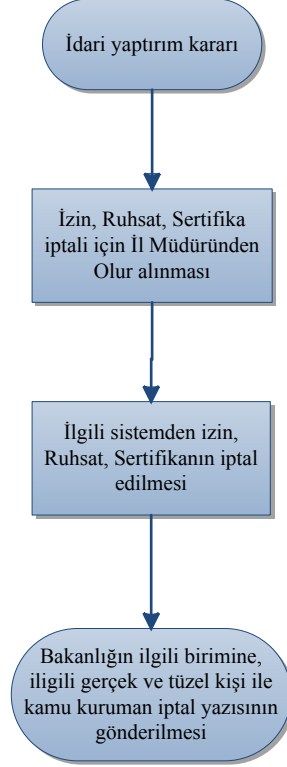 İdari yaptırım kararı
İzin, Ruhsat, Sertifika
iptali için İl Müdüründen
Olur alınması
İlgili sistemden izin,
Ruhsat, Sertifikanın iptal
edilmesi
Bakanlığın ilgili birimine,
iligili gerçek ve tüzel kişi ile
kamu kuruman iptal yazısının
gönderilmesi